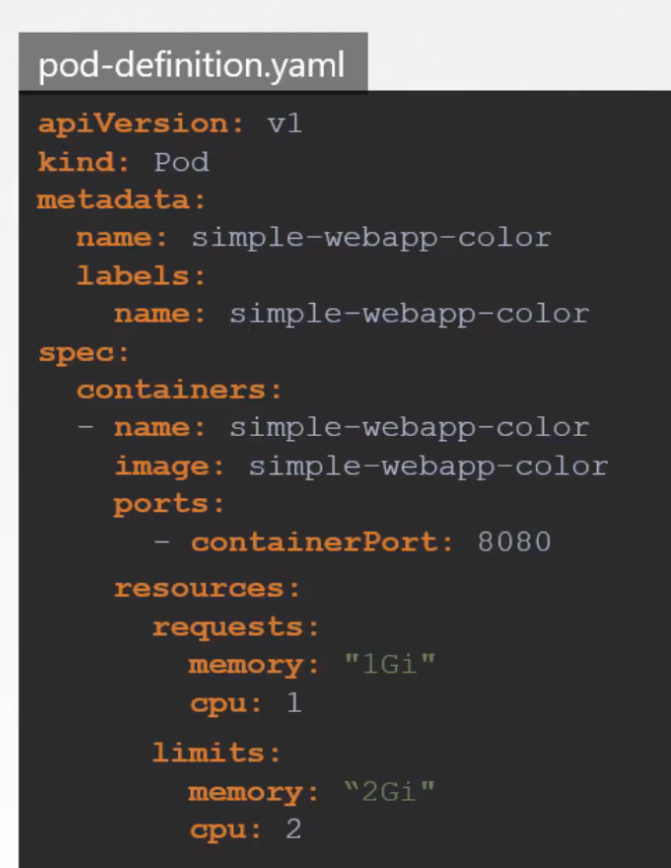 pod-definition.yaml
apiVersion: v1
kind: Pod
metadata:
  name: simple-webapp-color
  labels:
    name: simple-webapp-color
spec:
  containers:
  - name: simple-webapp-color
    image: simple-webapp-color
    ports:
      - containerPort: 8080
    resources:
      requests:
        memory: "1Gi"
        cpu: 1
      limits:
        memory: “2Gi"
        cpu: 2